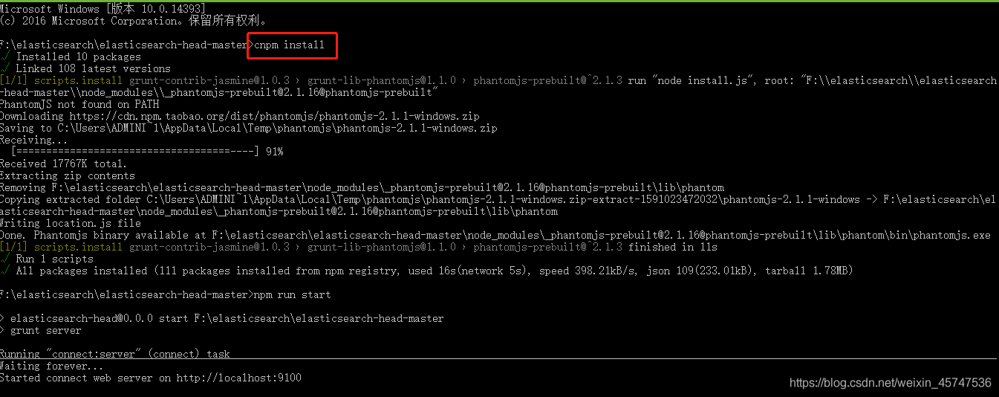 Microsoft Windows [版本 10.0.14393]
(c) 2016 Microsoft Corporation。保留所有权利。
F:\elasticsearch\elasticsearch-head-master>cnpm install
√ Installed 10 packages
√ Linked 108 latest versions
[1/1] scripts.install grunt-contrib-jasmine@1.0.3 › grunt-lib-phantomjs@1.1.0 › phantomjs-prebuilt@^2.1.3 run "node install.js", root: "F:\\elasticsearch\\elasticsearch
-head-master\\node_modules\\_phantomjs-prebuilt@2.1.16@phantomjs-prebuilt"
PhantomJS not found on PATH
Downloading https://cdn.npm.taobao.org/dist/phantomjs/phantomjs-2.1.1-windows.zip
Saving to C:\Users\ADMINI~1\AppData\Local\Temp\phantomjs\phantomjs-2.1.1-windows.zip
Receiving...
[====================================----] 91%
Received 17767K total.
Extracting zip contents
Removing F:\elasticsearch\elasticsearch-head-master\node_modules\_phantomjs-prebuilt@2.1.16@phantomjs-prebuilt\lib\phantom
Copying extracted folder C:\Users\ADMINI~1\AppData\Local\Temp\phantomjs\phantomjs-2.1.1-windows.zip-extract-1591023472032\phantomjs-2.1.1-windows -> F:\elasticsearch\el
asticsearch-head-master\node_modules\_phantomjs-prebuilt@2.1.16@phantomjs-prebuilt\lib\phantom
Writing location.js file
Done. Phantomjs binary available at F:\elasticsearch\elasticsearch-head-master\node_modules\_phantomjs-prebuilt@2.1.16@phantomjs-prebuilt\lib\phantom\bin\phantomjs.exe
[1/1] scripts.install grunt-contrib-jasmine@1.0.3 › grunt-lib-phantomjs@1.1.0 › phantomjs-prebuilt@^2.1.3 finished in 11s
√ Run 1 scripts
√ All packages installed (111 packages installed from npm registry, used 16s(network 5s), speed 398.21kB/s, json 109(233.01kB), tarball 1.78MB)
F:\elasticsearch\elasticsearch-head-master>npm run start
> elasticsearch-head@0.0.0 start F:\elasticsearch\elasticsearch-head-master
> grunt server
Running "connect:server" (connect) task
Waiting forever...
Started connect web server on http://localhost:9100
https://blog.csdn.net/weixin_45747536